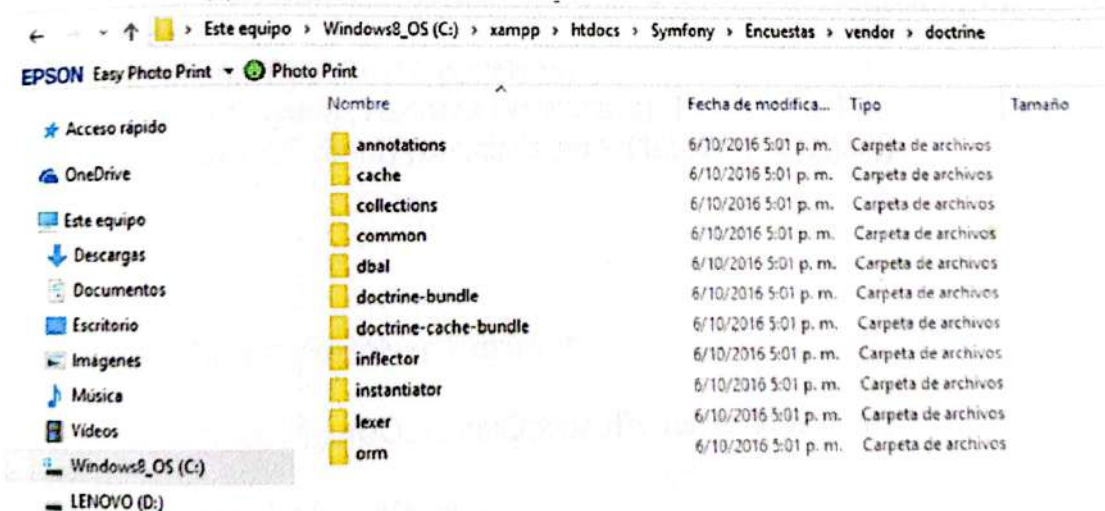 Este equipo > Windows8_OS (C:) > xampp > htdocs > Symfony > Encuestas > vendor > doctrine
EPSON Easy Photo Print Photo Print
Nombre Fecha de modifica... Tipo Tamaño
Acceso rápido
OneDrive
Este equipo
Descargas
Documentos
Escritorio
Imágenes
Música
Vídeos
Windows8_OS (C:)
LENOVO (D:)
annotations 6/10/2016 5:01 p. m. Carpeta de archivos
cache 6/10/2016 5:01 p. m. Carpeta de archivos
collections 6/10/2016 5:01 p. m. Carpeta de archivos
common 6/10/2016 5:01 p. m. Carpeta de archivos
dbal 6/10/2016 5:01 p. m. Carpeta de archivos
doctrine-bundle 6/10/2016 5:01 p. m. Carpeta de archivos
doctrine-cache-bundle 6/10/2016 5:01 p. m. Carpeta de archivos
inflector 6/10/2016 5:01 p. m. Carpeta de archivos
instantiator 6/10/2016 5:01 p. m. Carpeta de archivos
lexer 6/10/2016 5:01 p. m. Carpeta de archivos
orm 6/10/2016 5:01 p. m. Carpeta de archivos